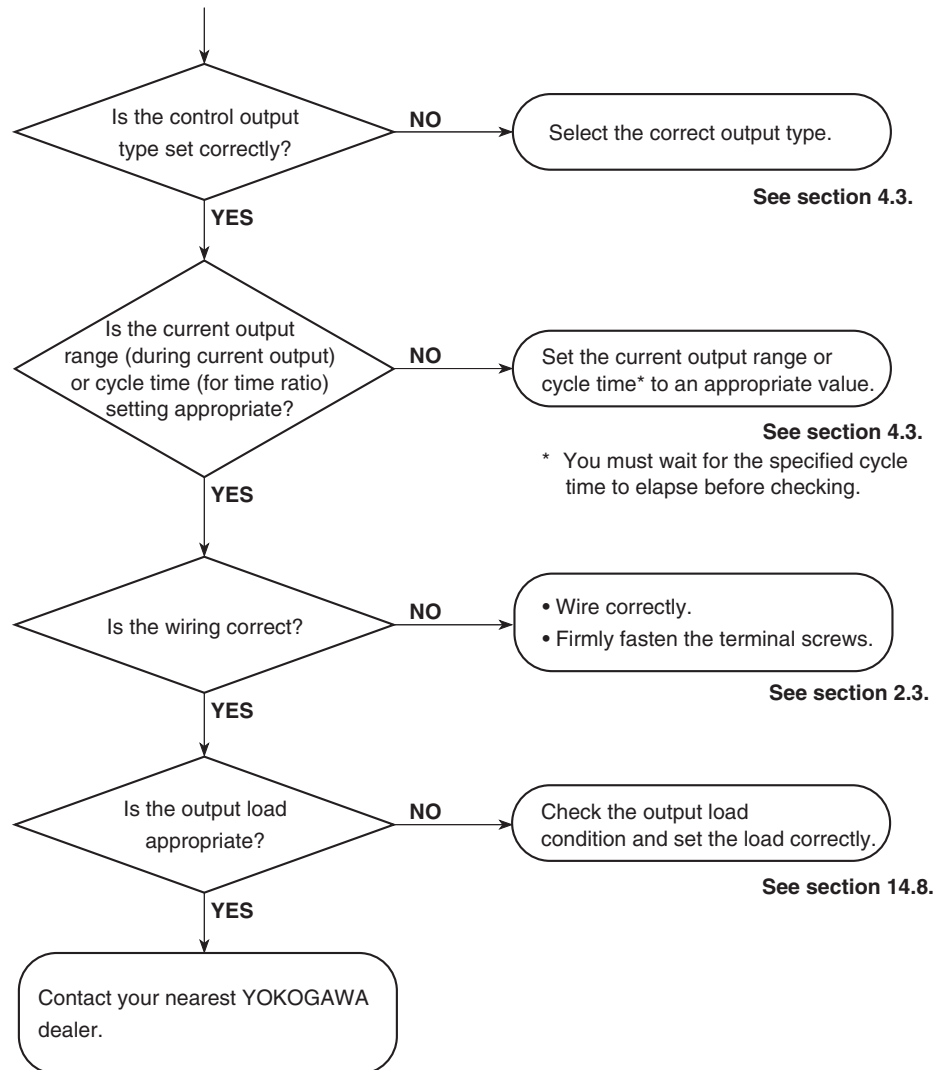 Is the control output
type set correctly?
NO
Select the correct output type.
See section 4.3.
YES
Is the current output
range (during current output)
or cycle time (for time ratio)
setting appropriate?
NO
Set the current output range or
cycle time* to an appropriate value.
See section 4.3.
* You must wait for the specified cycle
time to elapse before checking.
YES
Is the wiring correct?
NO
• Wire correctly.
• Firmly fasten the terminal screws.
See section 2.3.
YES
Is the output load
appropriate?
NO
Check the output load
condition and set the load correctly.
See section 14.8.
YES
Contact your nearest YOKOGAWA
dealer.